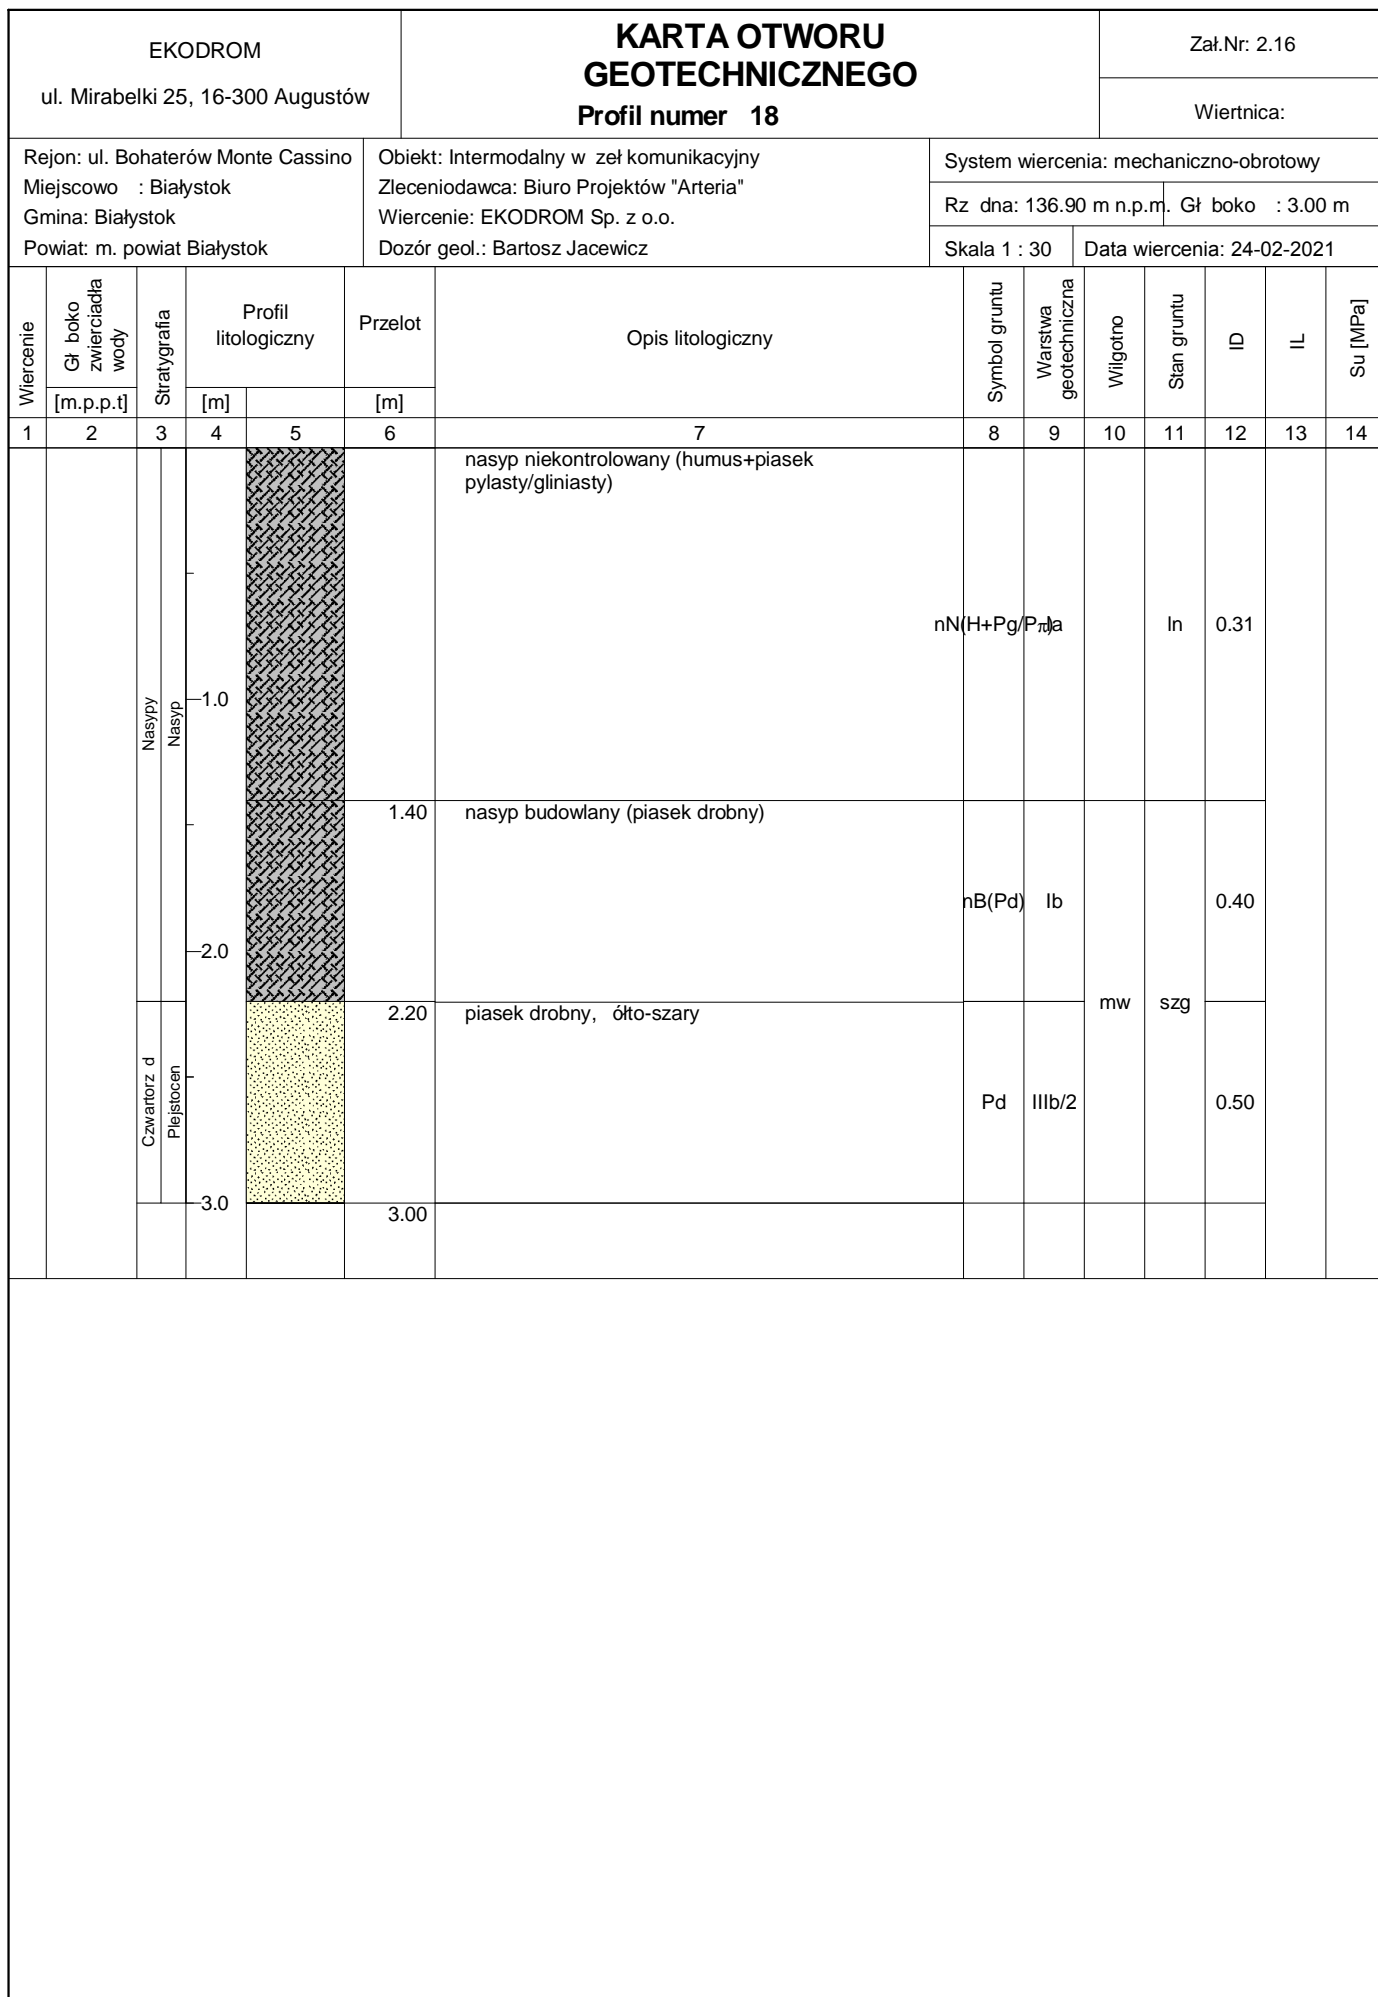 EKODROM
ul. Mirabelki 25, 16-300 Augustów
KARTA OTWORU
GEOTECHNICZNEGO
Profil numer 18
Zał.Nr: 2.16
Wiertnica:
Rejon: ul. Bohaterów Monte Cassino
Miejscowo : Białystok
Gmina: Białystok
Powiat: m. powiat Białystok
Obiekt: Intermodalny w zeł komunikacyjny
Zleceniodawca: Biuro Projektów "Arteria"
Wiercenie: EKODROM Sp. z o.o.
Dozór geol.: Bartosz Jacewicz
System wiercenia: mechaniczno-obrotowy
Rz dna: 136.90 m n.p.m. Gł boko : 3.00 m
Skala 1 : 30 Data wiercenia: 24-02-2021
Wiercenie
Gł boko
zwierciadła
wody
[m.p.p.t]
Stratygrafia
Profil
litologiczny
[m]
Przelot
[m]
Opis litologiczny
Symbol gruntu
Warstwa
geotechniczna
Wilgotno
Stan gruntu
ID
IL
Su [MPa]
1 2 3 4 5 6 7 8 9 10 11 12 13 14
nasyp niekontrolowany (humus+piasek
pylasty/gliniasty)
nN(H+Pg/Pπ) Ia ln 0.31
Nasypy
Nasyp
1.0
1.40 nasyp budowlany (piasek drobny)
nB(Pd) Ib 0.40
2.0
mw szg
2.20 piasek drobny, ółto-szary
Czwartorz d
Plejstocen
Pd IIIb/2 0.50
3.0
3.00